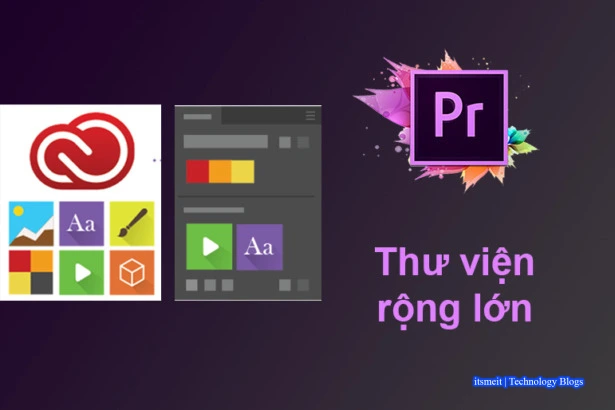 Pr
Aa
Aa
Thư viện
rộng lớn
itsmeit | Technology Blogs